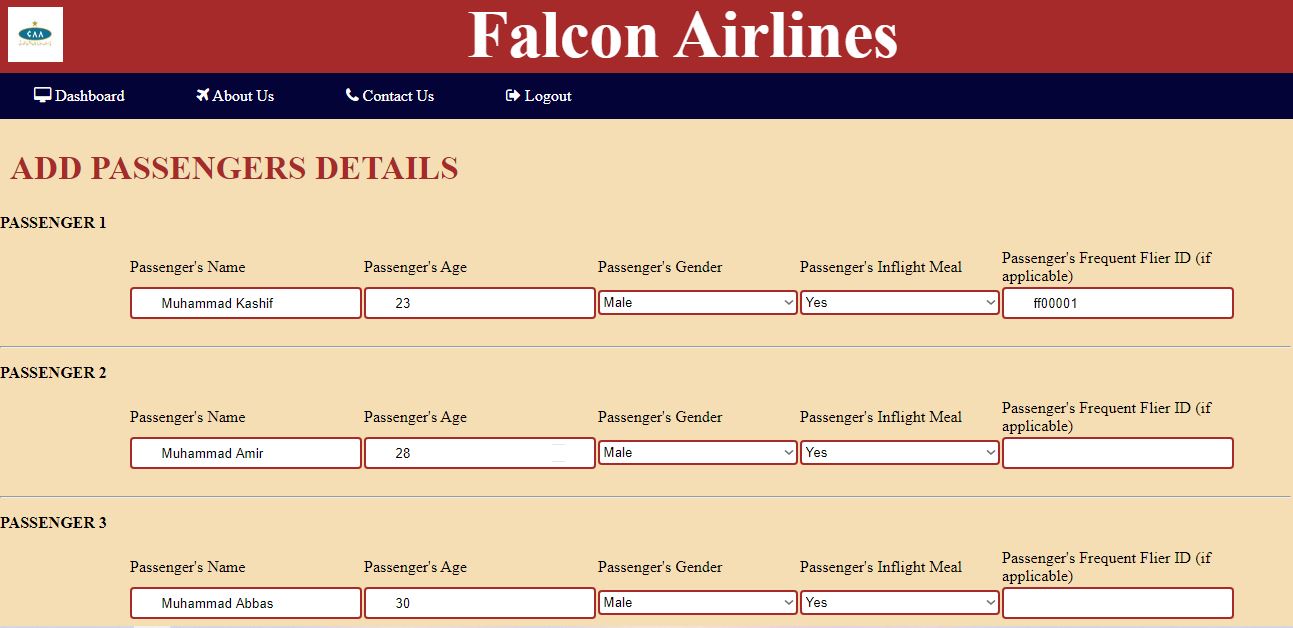 CAA
Falcon Airlines
Dashboard About Us Contact Us Logout
ADD PASSENGERS DETAILS
PASSENGER 1
Passenger's Name Passenger's Age Passenger's Gender Passenger's Inflight Meal Passenger's Frequent Flier ID (if
applicable)
Muhammad Kashif 23 Male Yes ff00001
PASSENGER 2
Passenger's Name Passenger's Age Passenger's Gender Passenger's Inflight Meal Passenger's Frequent Flier ID (if
applicable)
Muhammad Amir 28 Male Yes
PASSENGER 3
Passenger's Name Passenger's Age Passenger's Gender Passenger's Inflight Meal Passenger's Frequent Flier ID (if
applicable)
Muhammad Abbas 30 Male Yes